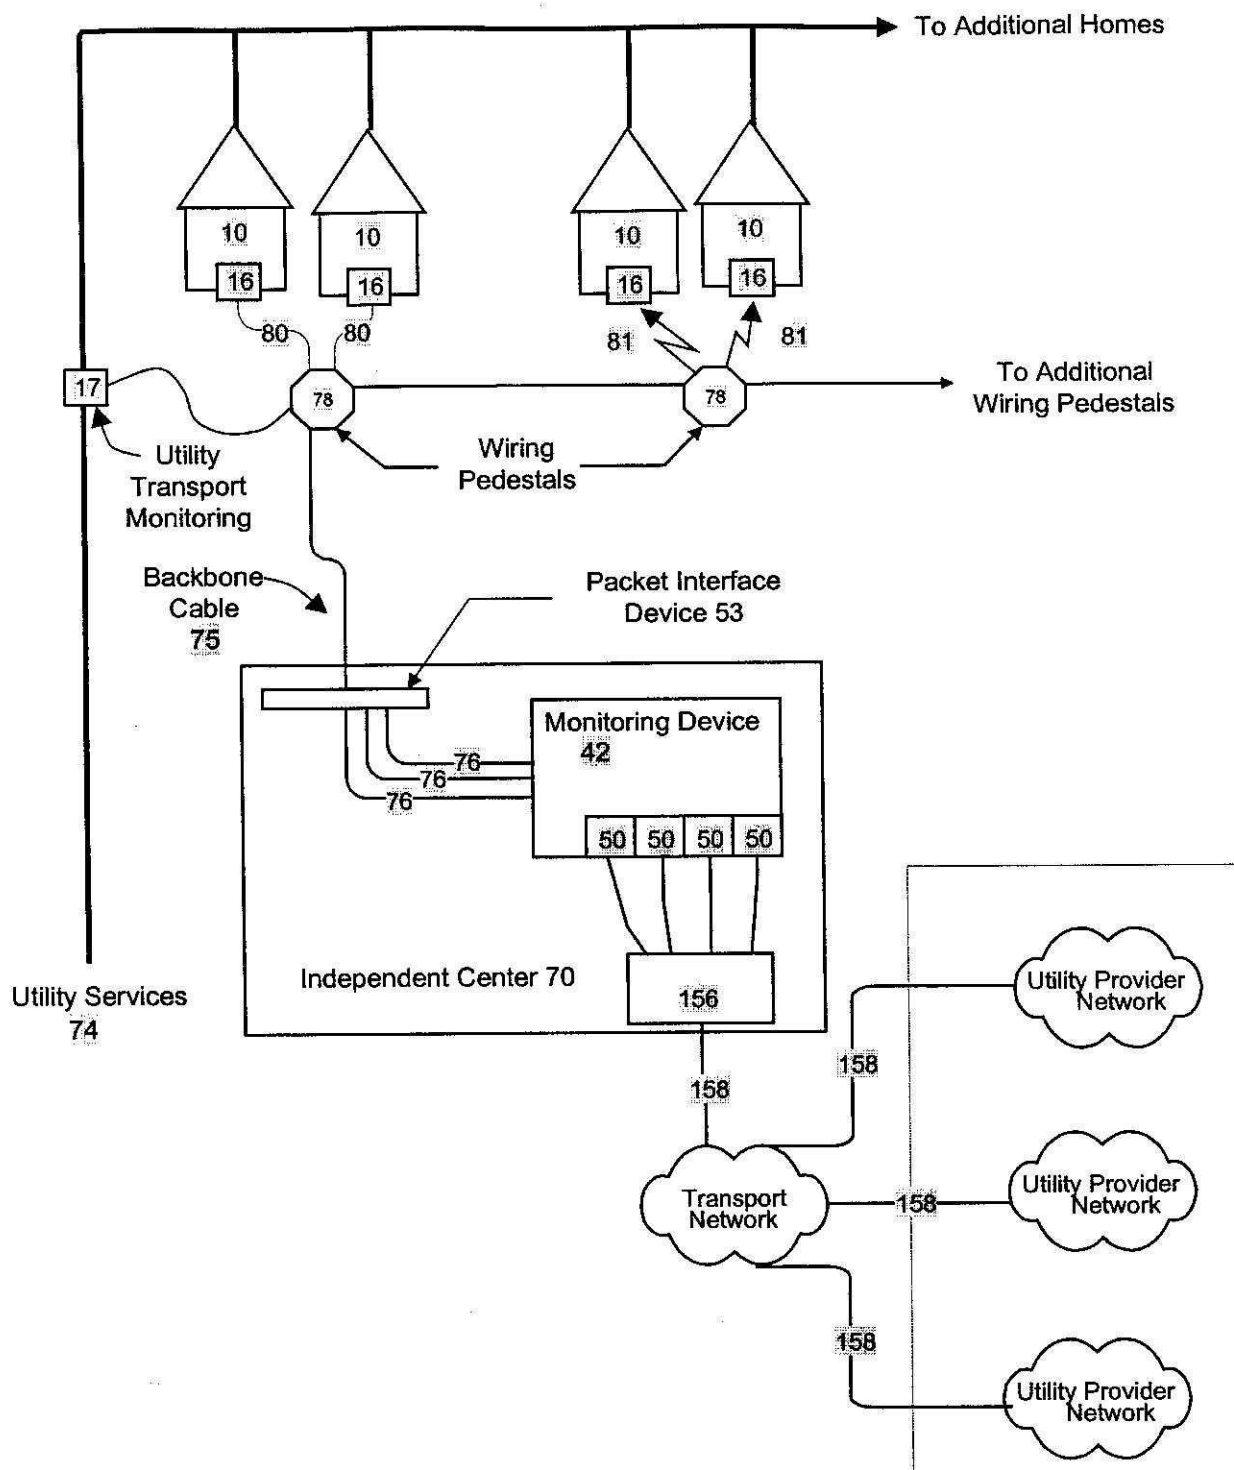 To Additional Homes
10
10
10
10
16
16
16
16
80
80
81
81
17
78
78
To Additional
Wiring Pedestals
Utility
Transport
Monitoring
Wiring
Pedestals
Backbone
Cable
75
Packet Interface
Device 53
Monitoring Device
42
76
76
76
50
50
50
50
Independent Center 70
156
Utility Services
74
158
158
Utility Provider
Network
Transport
Network
158
Utility Provider
Network
158
Utility Provider
Network